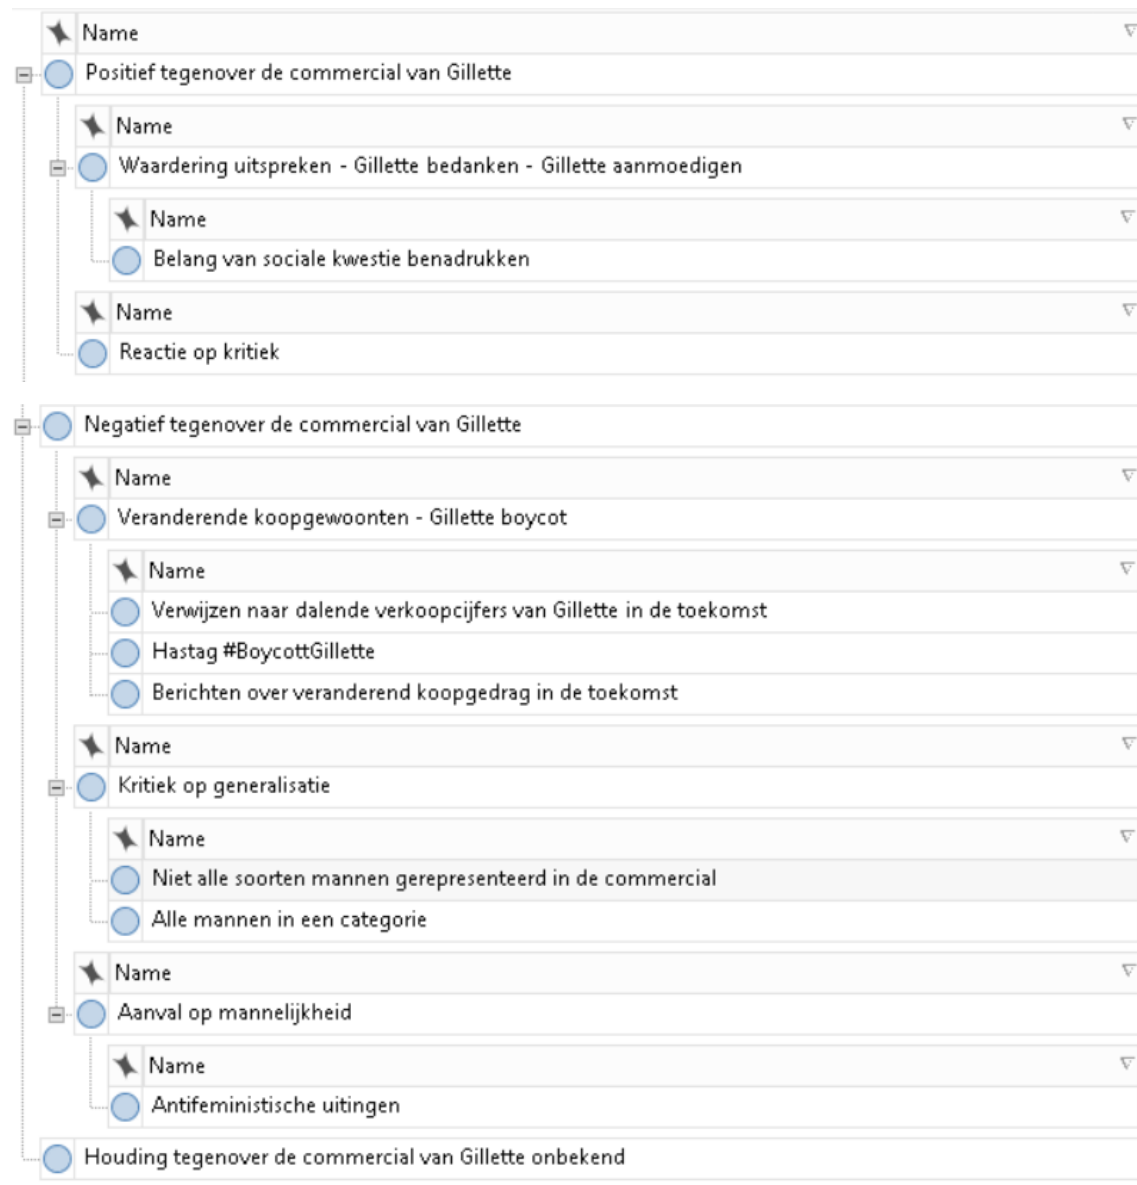 Name
Positief tegenover de commercial van Gillette
Name
Waardering uitspreken - Gillette bedanken - Gillette aanmoedigen
Name
Belang van sociale kwestie benadrukken
Name
Reactie op kritiek
Negatief tegenover de commercial van Gillette
Name
Veranderende koopgewoonten - Gillette boycot
Name
Verwijzen naar dalende verkoopcijfers van Gillette in de toekomst
Hastag #BoycottGillette
Berichten over veranderend koopgedrag in de toekomst
Name
Kritiek op generalisatie
Name
Niet alle soorten mannen gerepresenteerd in de commercial
Alle mannen in een categorie
Name
Aanval op mannelijkheid
Name
Antifeministische uitingen
Houding tegenover de commercial van Gillette onbekend